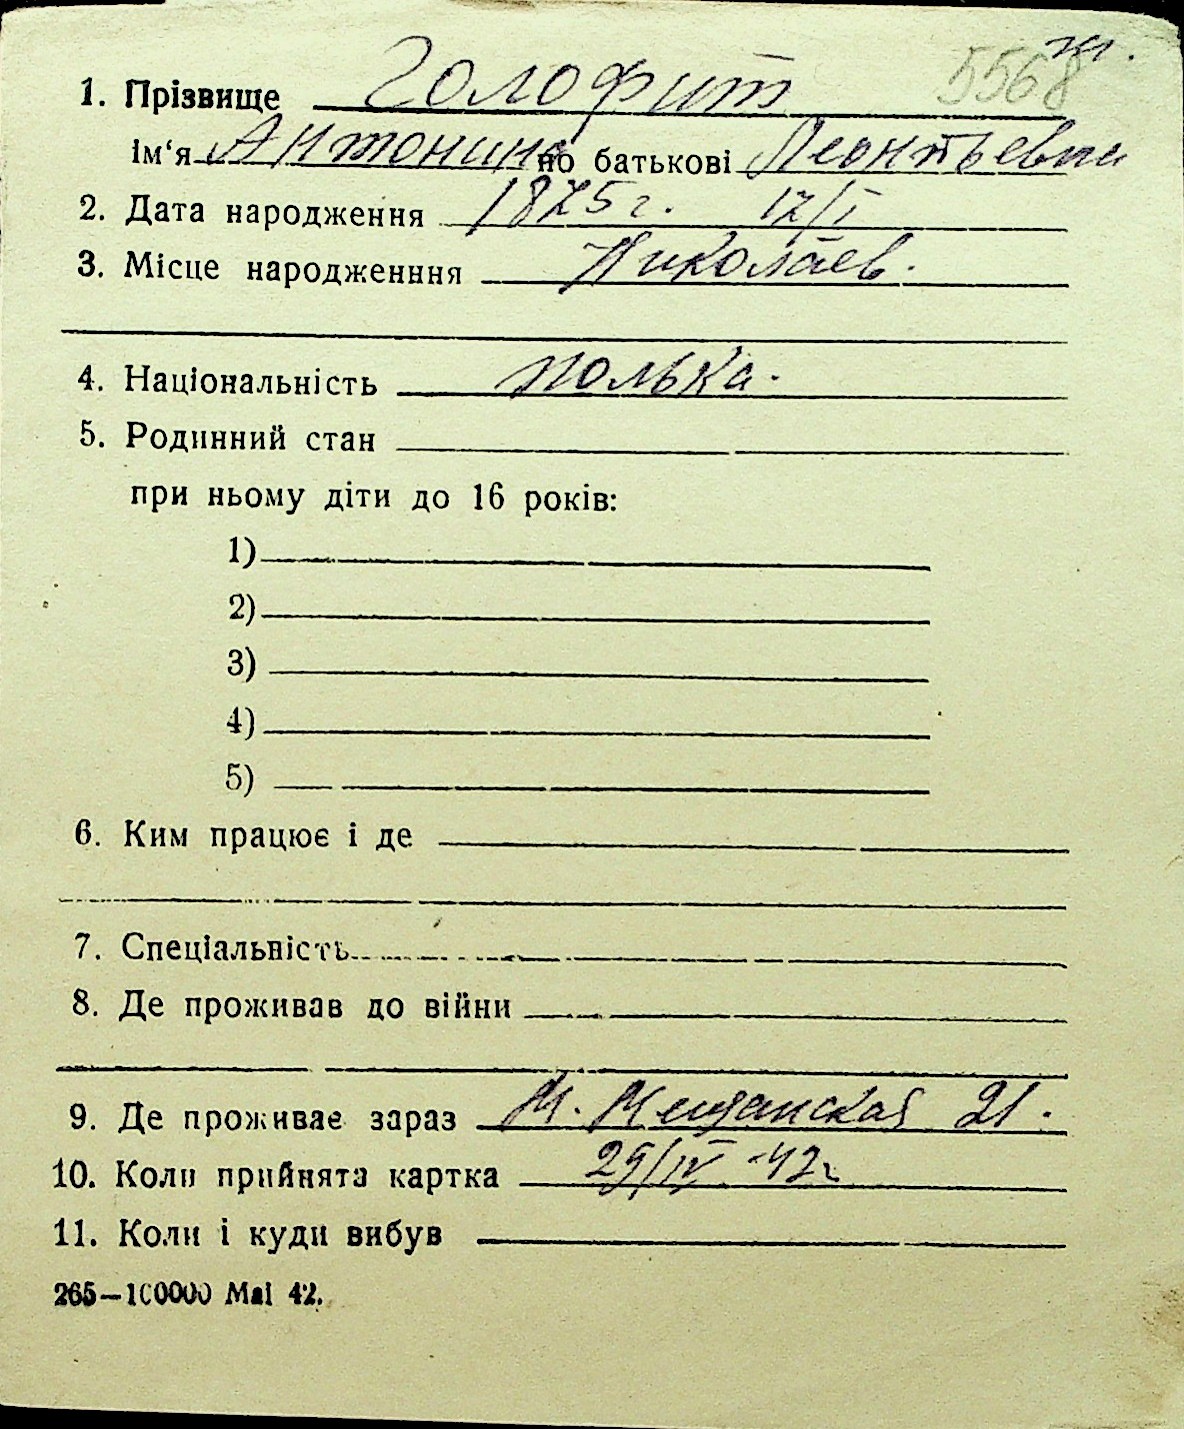 5568 ж.
1. Прізвище Голофит
ім‘я Антонина по батькові Леонтьевна
2. Дата народження 1875 г. 17/I
3. Місце народженння Николаев.
4. Національність полька.
5. Родинний стан
при ньому діти до 16 років:
1)
2)
3)
4)
5)
6. Ким працює і де
7. Спеціальність
8. Де проживав до війни
9. Де проживає зараз М. Мещанская 21.
10. Коли прийнята картка 29/IV -42 г
11. Коли і куди вибув
265—100000 Mai 42.